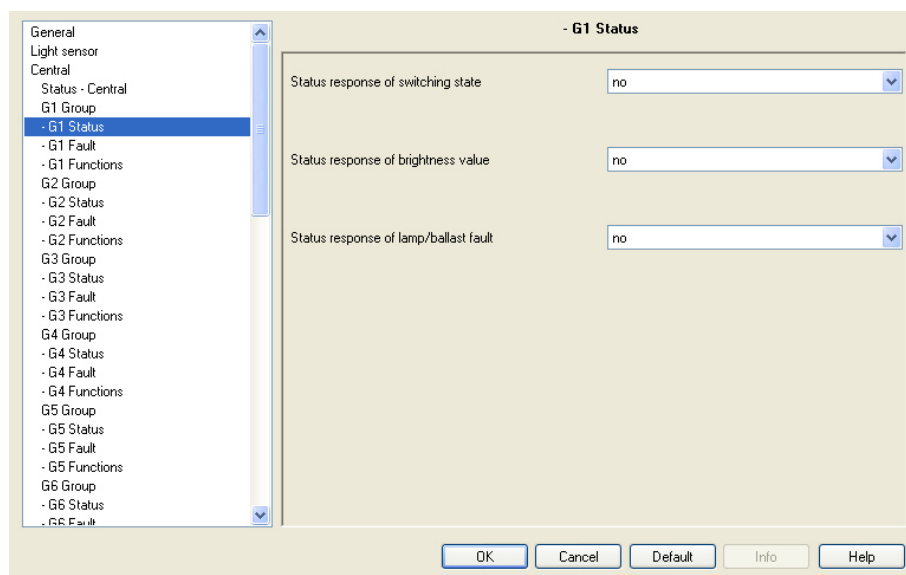 General
Light sensor
Central
Status - Central
G1 Group
- G1 Status
- G1 Fault
- G1 Functions
G2 Group
- G2 Status
- G2 Fault
- G2 Functions
G3 Group
- G3 Status
- G3 Fault
- G3 Functions
G4 Group
- G4 Status
- G4 Fault
- G4 Functions
G5 Group
- G5 Status
- G5 Fault
- G5 Functions
G6 Group
- G6 Status
- G6 Fault
- G1 Status
Status response of switching state no
Status response of brightness value no
Status response of lamp/ballast fault no
OK Cancel Default Info Help